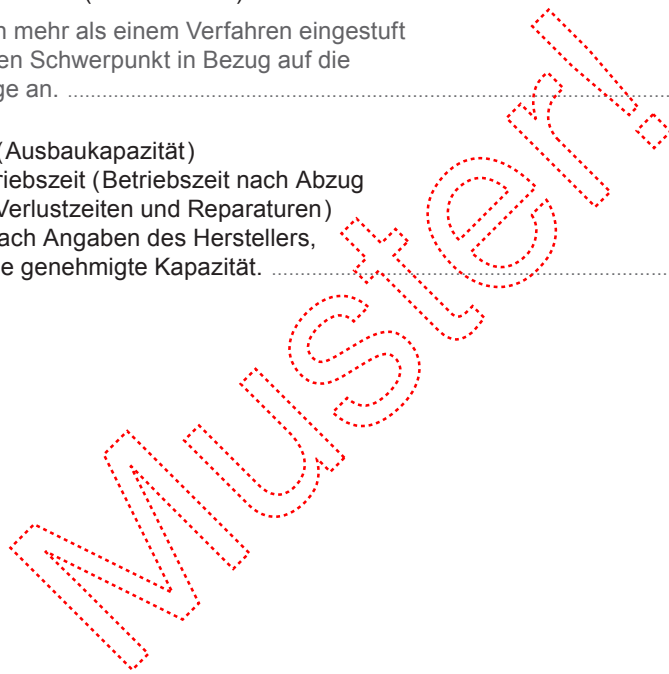 n mehr als einem Verfahren eingestuft
en Schwerpunkt in Bezug auf die
ge an.
(Ausbaukapazität)
riebszeit (Betriebszeit nach Abzug
Verlustzeiten und Reparaturen)
ach Angaben des Herstellers,
e genehmigte Kapazität.
Muster!